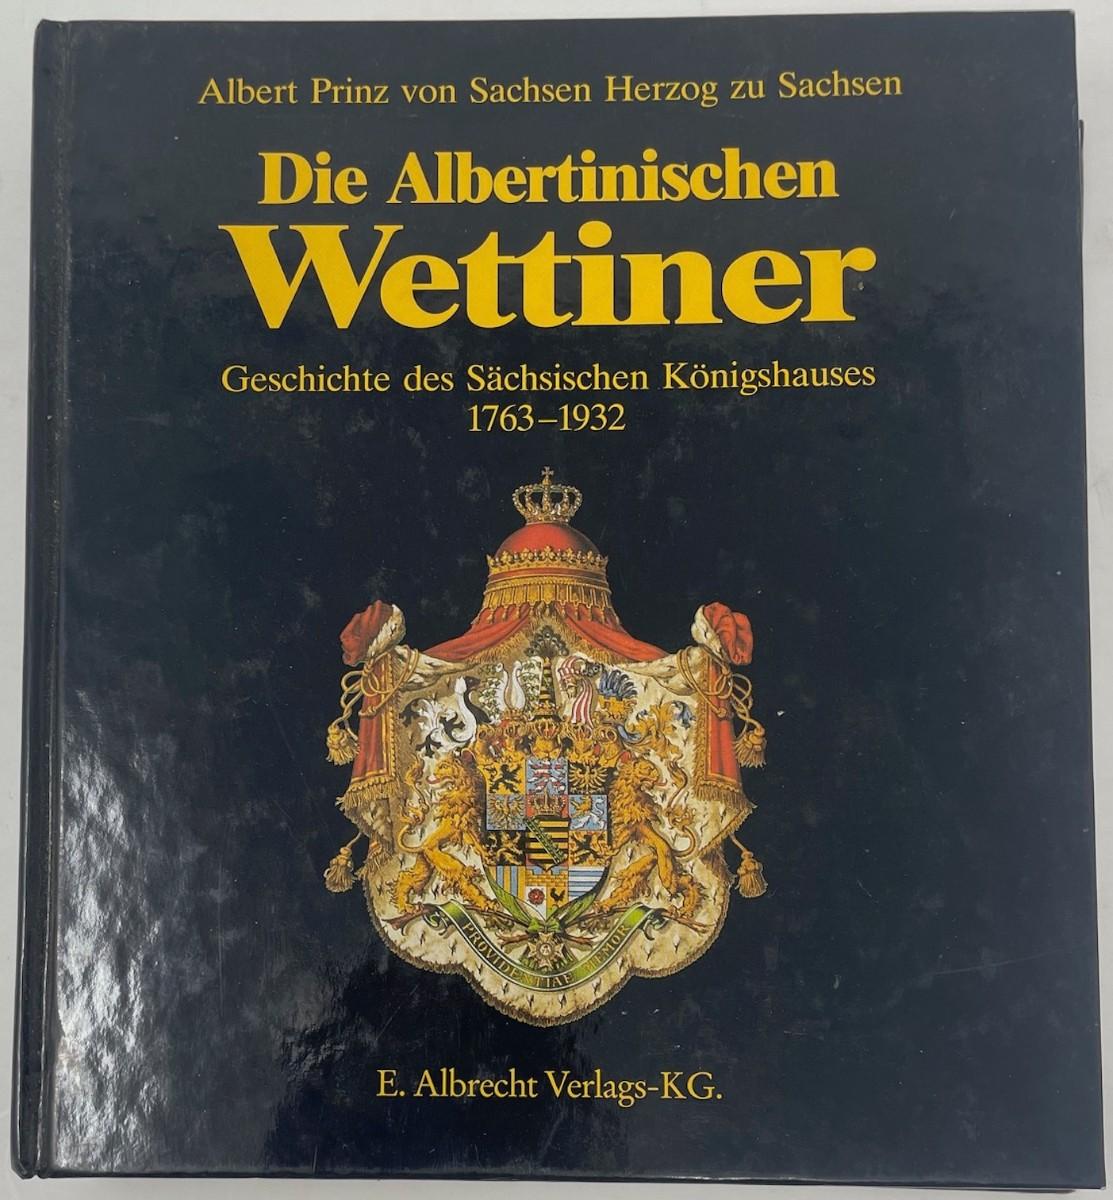 Albert Prinz von Sachsen Herzog zu Sachsen
Die Albertinischen
Wettiner
Geschichte des Sächsischen Königshauses
1763–1932
PROVIDENTIAE MEMOR
E. Albrecht Verlags-KG.